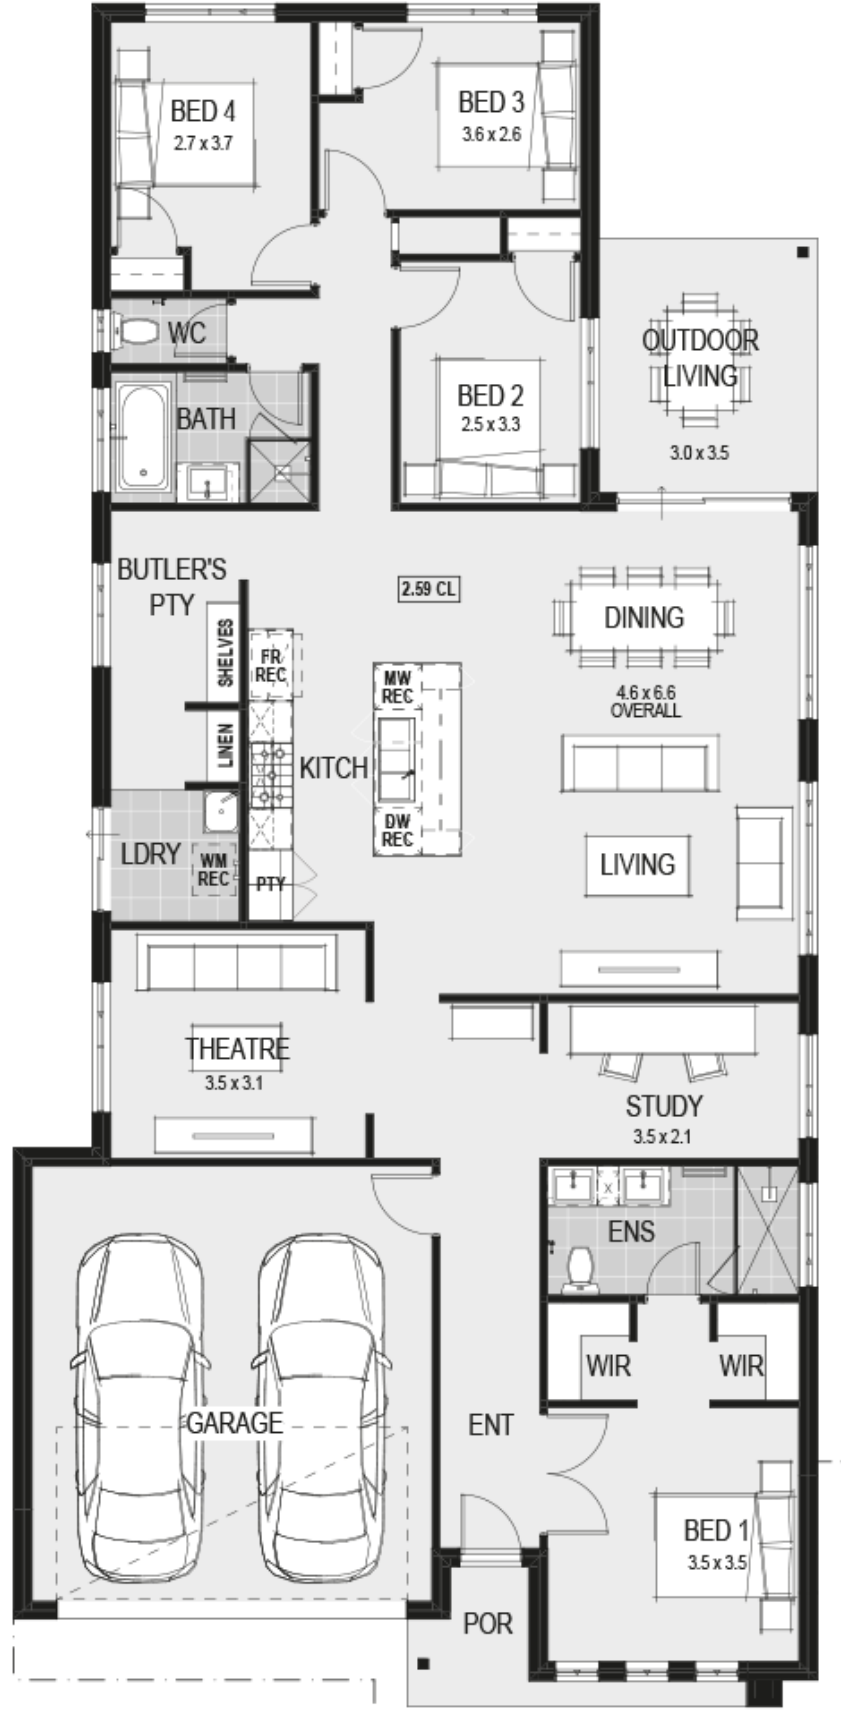 BED 4
2.7 x 3.7
BED 3
3.6 x 2.6
WC
BATH
BED 2
2.5 x 3.3
OUTDOOR
LIVING
3.0 x 3.5
BUTLER'S
PTY
SHELVES
LINEN
2.59 CL
FR
REC
MW
REC
KITCH
DW
REC
PTY
DINING
4.6 x 6.6
OVERALL
LIVING
LDRY
WM
REC
THEATRE
3.5 x 3.1
STUDY
3.5 x 2.1
ENS
X
WIR
WIR
GARAGE
ENT
BED 1
3.5 x 3.5
POR